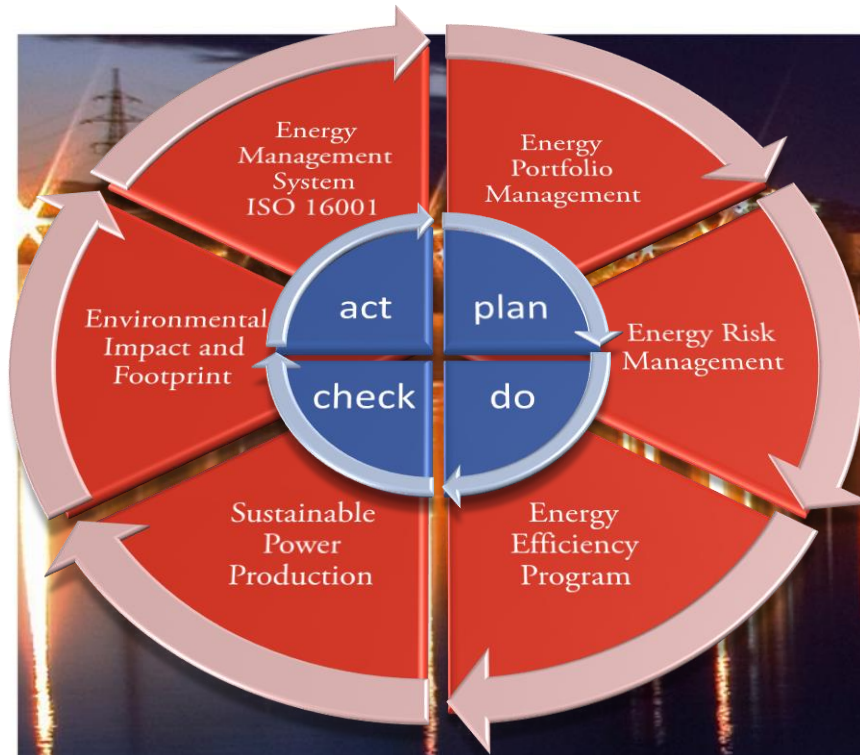 Energy
Management
System
ISO 16001
Energy
Portfolio
Management
Energy Risk
Management
Energy
Efficiency
Program
Sustainable
Power
Production
Environmental
Impact and
Footprint
act
plan
do
check